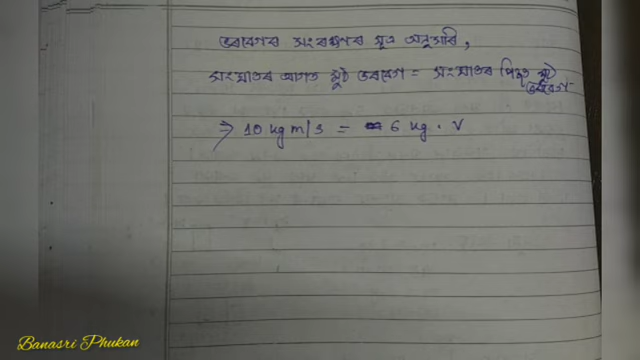 ভৰবেগৰ সংৰক্ষণৰ সূত্ৰ অনুসৰি,
সংঘাতৰ আগত মুঠ ভৰবেগ = সংঘাতৰ পিছত মুঠ
ভৰবেগ
⇒ 10 kg m/s = 6 kg . V
Banasri Phukan